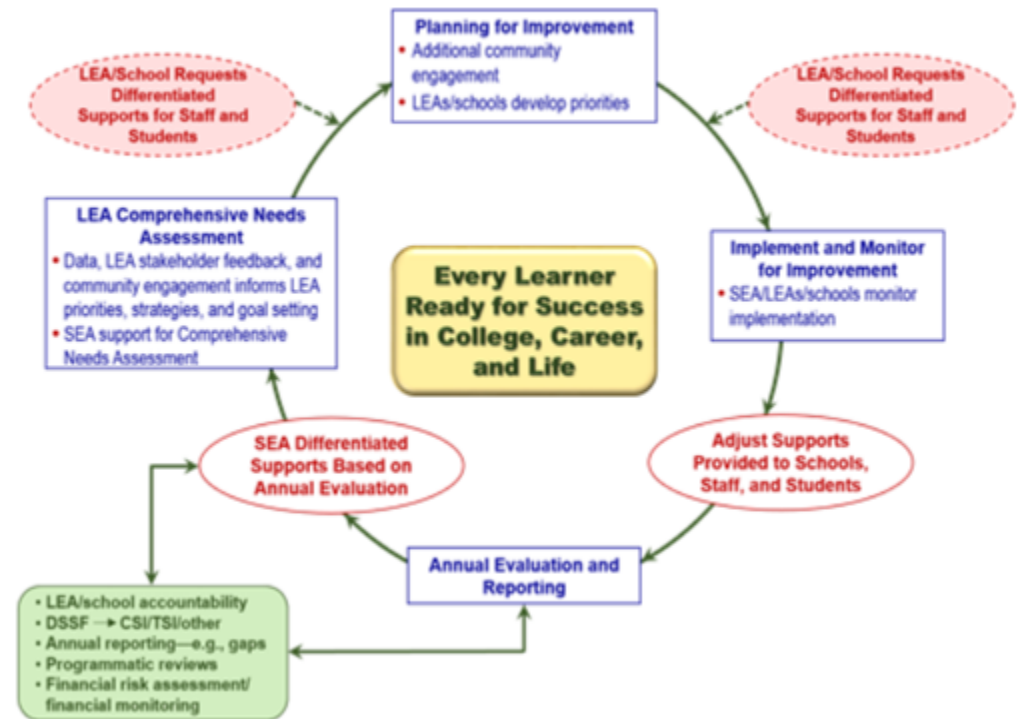 Planning for Improvement
• Additional community
engagement
• LEAs/schools develop priorities
LEA/School Requests
Differentiated
Supports for Staff and
Students
LEA/School Requests
Differentiated
Supports for Staff and
Students
LEA Comprehensive Needs
Assessment
• Data, LEA stakeholder feedback, and
community engagement informs LEA
priorities, strategies, and goal setting
• SEA support for Comprehensive
Needs Assessment
Every Learner
Ready for Success
in College, Career,
and Life
Implement and Monitor
for Improvement
• SEA/LEAs/schools monitor
implementation
SEA Differentiated
Supports Based on
Annual Evaluation
Adjust Supports
Provided to Schools,
Staff, and Students
Annual Evaluation and
Reporting
• LEA/school accountability
• DSSF → CSI/TSI/other
• Annual reporting—e.g., gaps
• Programmatic reviews
• Financial risk assessment/
financial monitoring